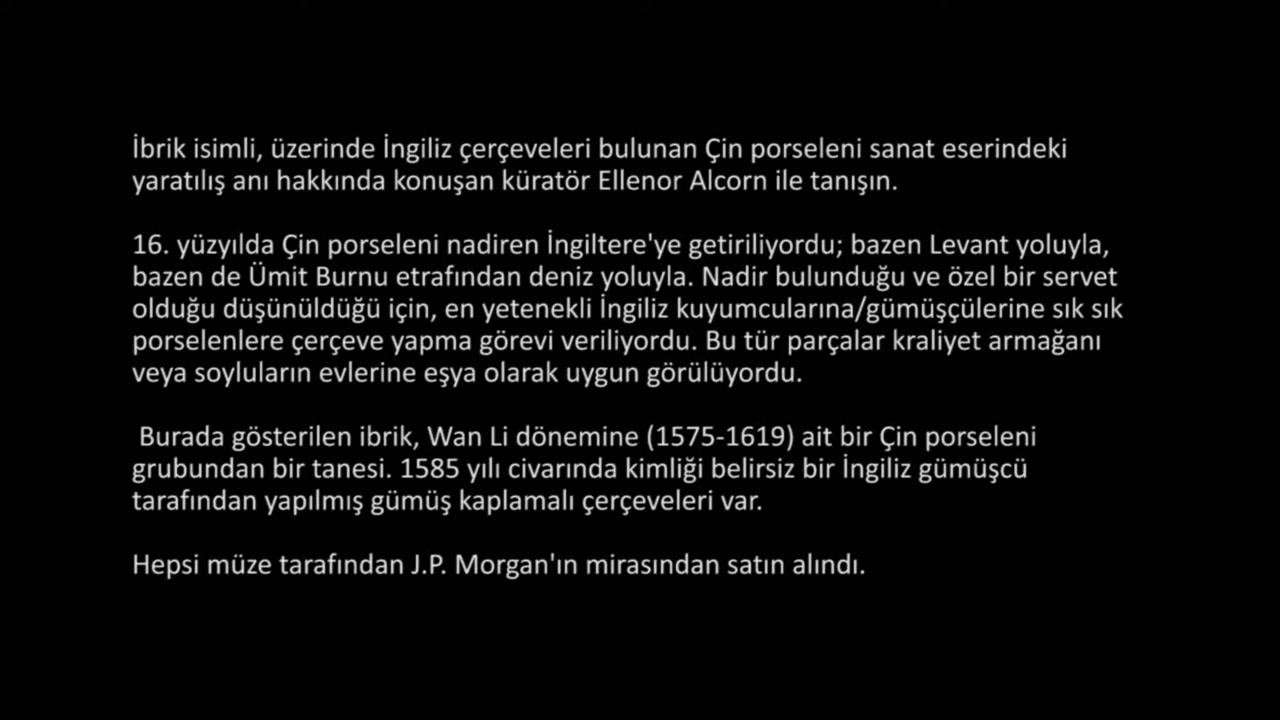 İbrik isimli, üzerinde İngiliz çerçeveleri bulunan Çin porseleni sanat eserindeki
yaratılış anı hakkında konuşan küratör Ellenor Alcorn ile tanışın.
16. yüzyılda Çin porseleni nadiren İngiltere'ye getiriliyordu; bazen Levant yoluyla,
bazen de Ümit Burnu etrafından deniz yoluyla. Nadir bulunduğu ve özel bir servet
olduğu düşünüldüğü için, en yetenekli İngiliz kuyumcularına/gümüşçülerine sık sık
porselenlere çerçeve yapma görevi veriliyordu. Bu tür parçalar kraliyet armağanı
veya soyluların evlerine eşya olarak uygun görülüyordu.
Burada gösterilen ibrik, Wan Li dönemine (1575-1619) ait bir Çin porseleni
grubundan bir tanesi. 1585 yılı civarında kimliği belirsiz bir İngiliz gümüşcü
tarafından yapılmış gümüş kaplamalı çerçeveleri var.
Hepsi müze tarafından J.P. Morgan'ın mirasından satın alındı.